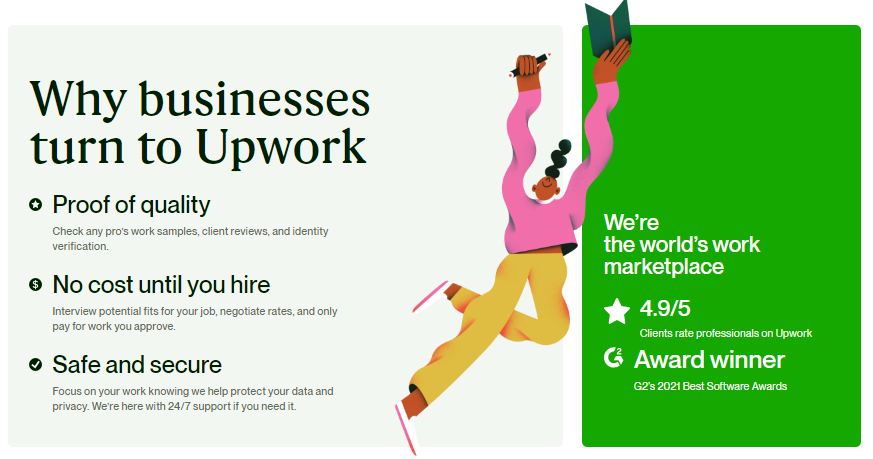 Why businesses
turn to Upwork
Proof of quality
Check any pro's work samples, client reviews, and identity
verification.
$ No cost until you hire
Interview potential fits for your job, negotiate rates, and only
pay for work you approve.
Safe and secure
Focus on your work knowing we help protect your data and
privacy. We're here with 24/7 support if you need it.
We're
the world's work
marketplace
4.9/5
Clients rate professionals on Upwork
G2 Award winner
G2's 2021 Best Software Awards